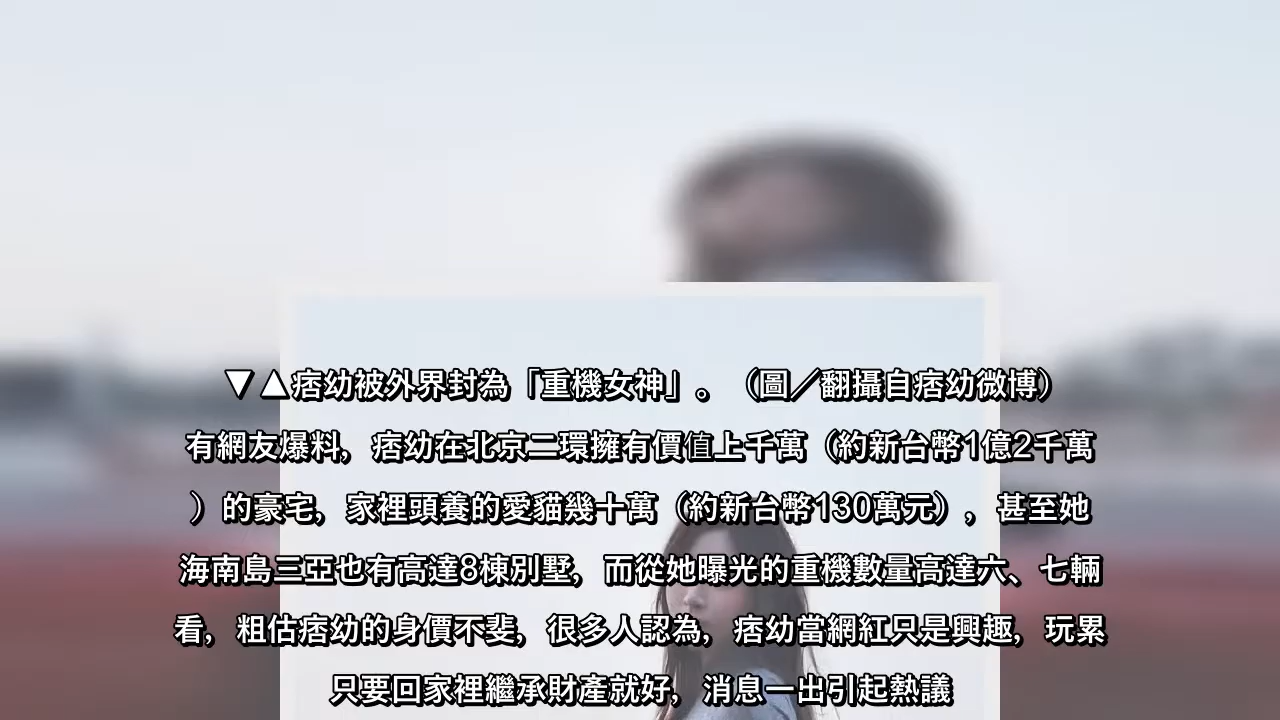 ▼▲痞幼被外界封為「重機女神」。（圖／翻攝自痞幼微博）
有網友爆料，痞幼在北京二環擁有價值上千萬（約新台幣1億2千萬
）的豪宅，家裡頭養的愛貓幾十萬（約新台幣130萬元），甚至她
海南島三亞也有高達8棟別墅，而從她曝光的重機數量高達六、七輛
看，粗估痞幼的身價不斐，很多人認為，痞幼當網紅只是興趣，玩累
只要回家裡繼承財產就好，消息一出引起熱議